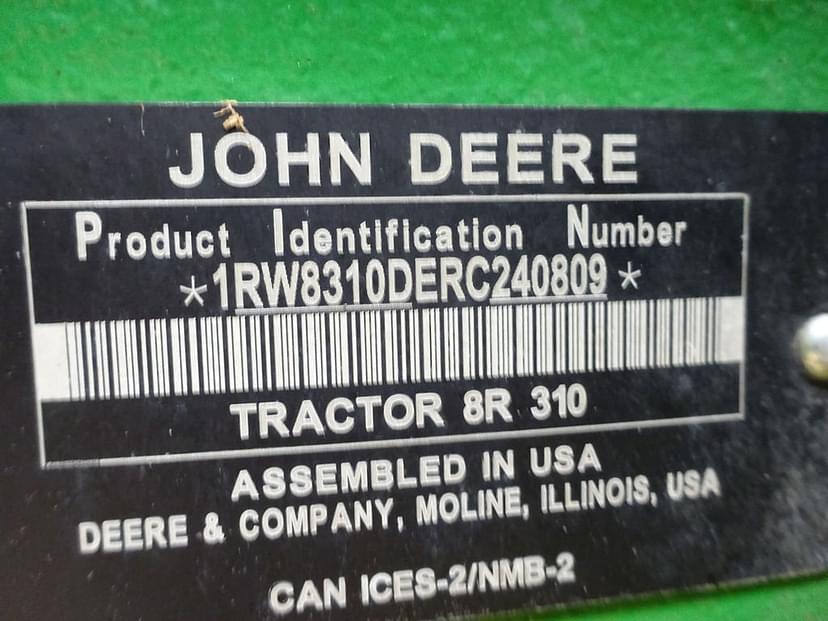 JOHN DEERE
Product Identification Number
*1RW8310DERC240809*
TRACTOR 8R 310
ASSEMBLED IN USA
DEERE & COMPANY, MOLINE, ILLINOIS, USA
CAN ICES-2/NMB-2